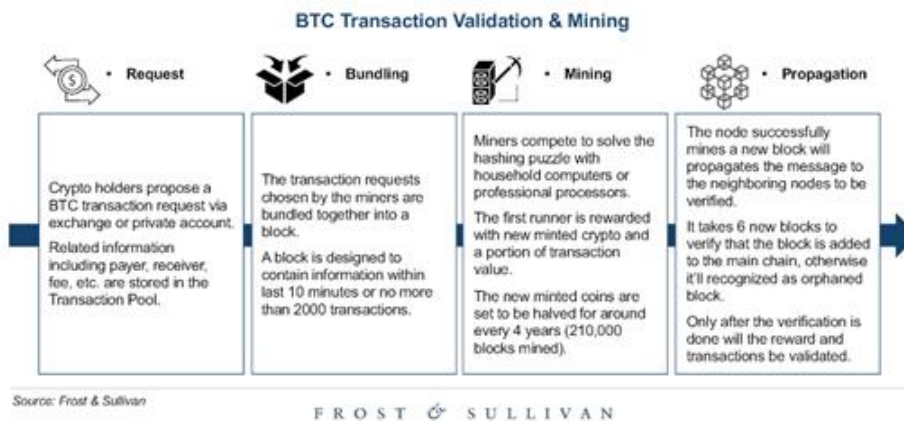 BTC Transaction Validation & Mining
• Request
• Bundling
• Mining
• Propagation
Crypto holders propose a
BTC transaction request via
exchange or private account.
Related information
including payer, receiver,
fee, etc. are stored in the
Transaction Pool.
The transaction requests
chosen by the miners are
bundled together into a
block.
A block is designed to
contain information within
last 10 minutes or no more
than 2000 transactions.
Miners compete to solve the
hashing puzzle with
household computers or
professional processors.
The first runner is rewarded
with new minted crypto and
a portion of transaction
value.
The new minted coins are
set to be halved for around
every 4 years (210,000
blocks mined).
The node successfully
mines a new block will
propagates the message to
the neighboring nodes to be
verified.
It takes 6 new blocks to
verify that the block is added
to the main chain, otherwise
it'll recognized as orphaned
block.
Only after the verification is
done will the reward and
transactions be validated.
Source: Frost & Sullivan
FROST & SULLIVAN